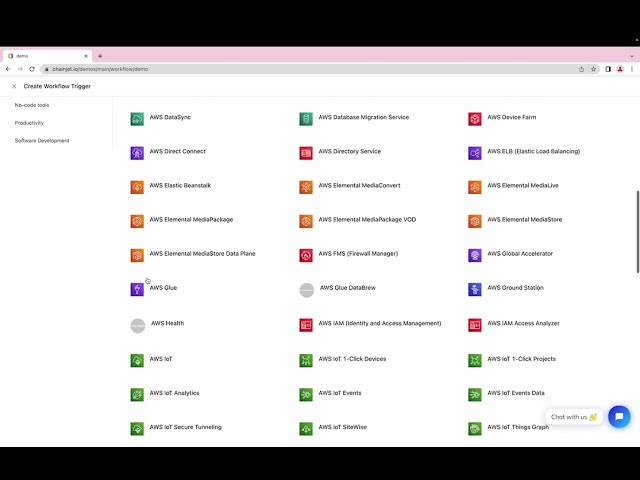 demo
chainjet.io/demos/main/workflow/demo
Create Workflow Trigger
No-code tools
Productivity
Software Development
AWS DataSync
AWS Database Migration Service
AWS Device Farm
AWS Direct Connect
AWS Directory Service
AWS ELB (Elastic Load Balancing)
AWS Elastic Beanstalk
AWS Elemental MediaConvert
AWS Elemental MediaLive
AWS Elemental MediaPackage
AWS Elemental MediaPackage VOD
AWS Elemental MediaStore
AWS Elemental MediaStore Data Plane
AWS FMS (Firewall Manager)
AWS Global Accelerator
AWS Glue
AWS Glue DataBrew
AWS Ground Station
AWS Health
AWS IAM (Identity and Access Management)
AWS IAM Access Analyzer
AWS IoT
AWS IoT 1-Click Devices
AWS IoT 1-Click Projects
AWS IoT Analytics
AWS IoT Events
AWS IoT Events Data
AWS IoT Secure Tunneling
AWS IoT SiteWise
AWS IoT Things Graph
Chat with us 👋